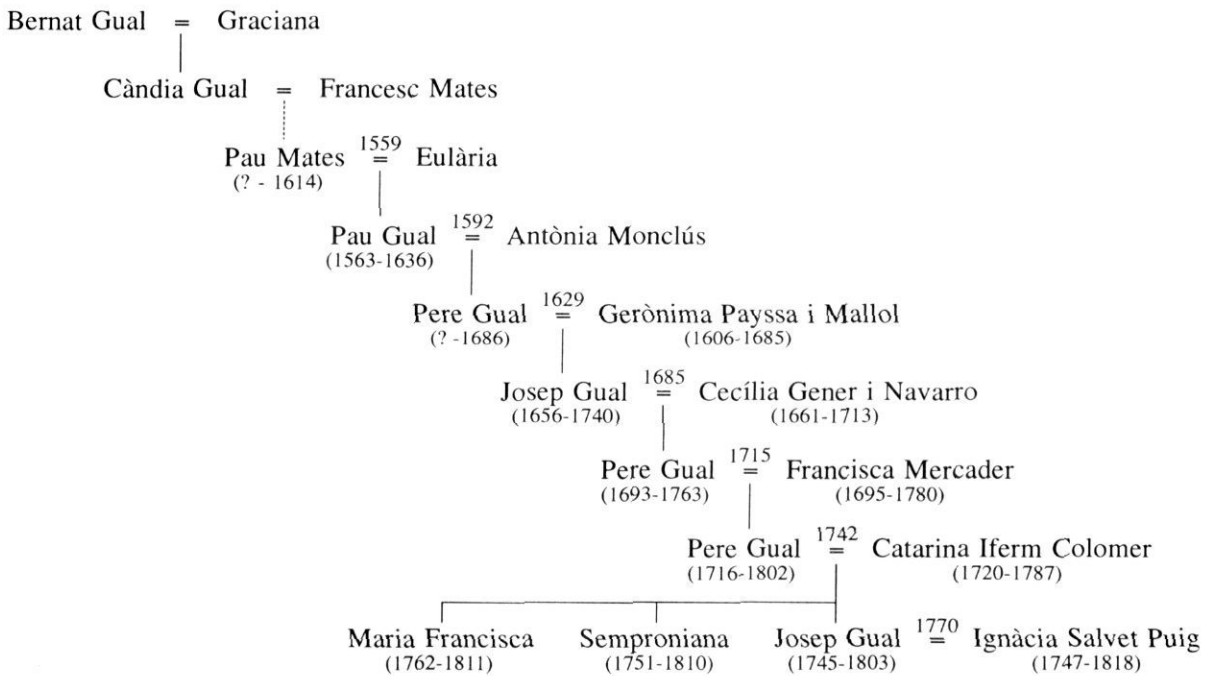 Bernat Gual = Graciana
Càndia Gual = Francesc Mates
Pau Mates 1559 = Eulària
(? - 1614)
Pau Gual 1592 = Antònia Monclús
(1563-1636)
Pere Gual 1629 = Gerònima Payssa i Mallol
(? -1686) (1606-1685)
Josep Gual 1685 = Cecília Gener i Navarro
(1656-1740) (1661-1713)
Pere Gual 1715 = Francisca Mercader
(1693-1763) (1695-1780)
Pere Gual 1742 = Catarina Iferm Colomer
(1716-1802) (1720-1787)
Maria Francisca Semproniana Josep Gual 1770 = Ignàcia Salvet Puig
(1762-1811) (1751-1810) (1745-1803) (1747-1818)